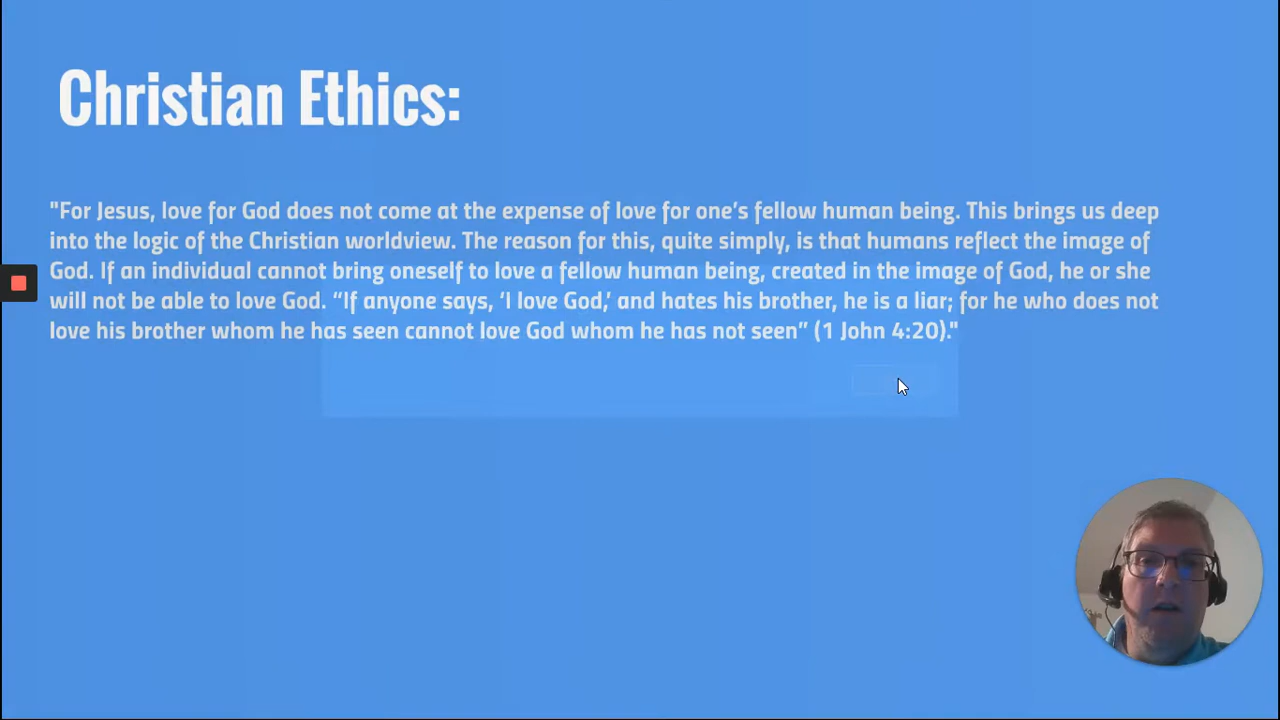 Christian Ethics:
"For Jesus, love for God does not come at the expense of love for one's fellow human being. This brings us deep
into the logic of the Christian worldview. The reason for this, quite simply, is that humans reflect the image of
God. If an individual cannot bring oneself to love a fellow human being, created in the image of God, he or she
will not be able to love God. “If anyone says, ‘I love God,’ and hates his brother, he is a liar; for he who does not
love his brother whom he has seen cannot love God whom he has not seen” (1 John 4:20)."